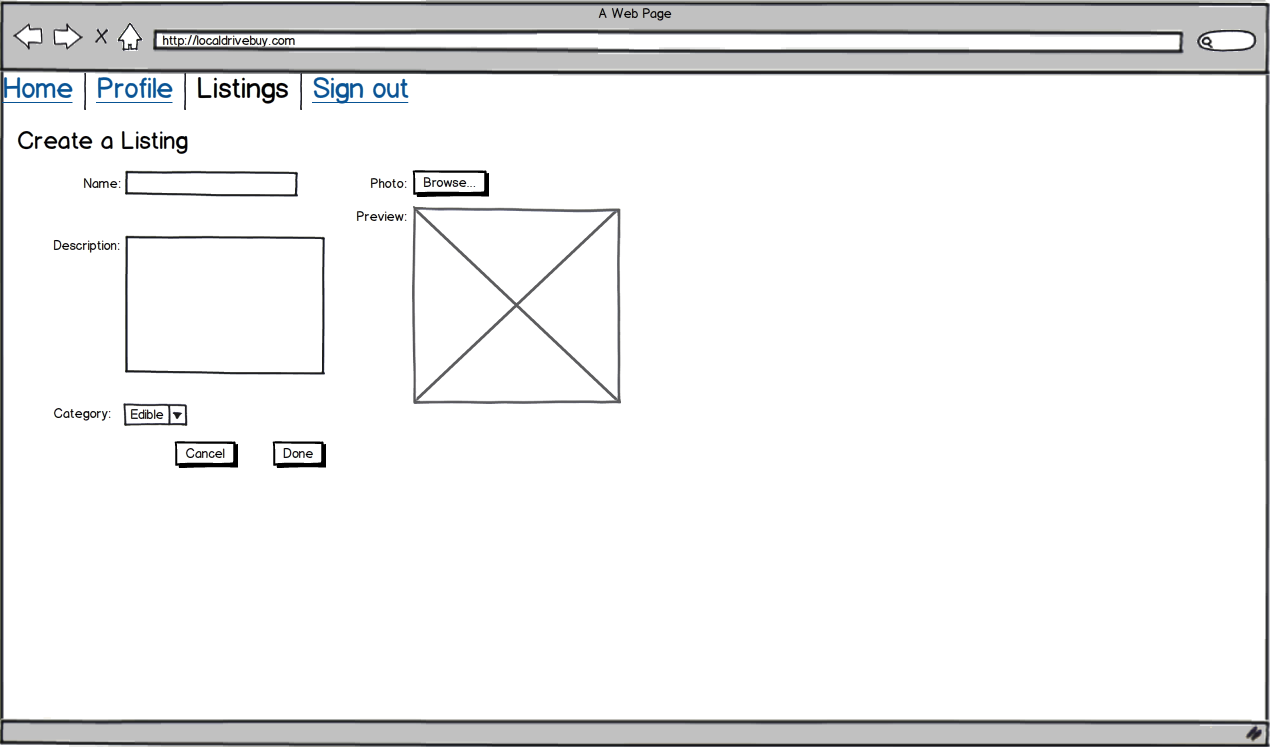 A Web Page
http://localdrivebuy.com
Home Profile Listings Sign out
Create a Listing
Name:
Photo: Browse...
Preview:
Description:
Category: Edible
Cancel Done